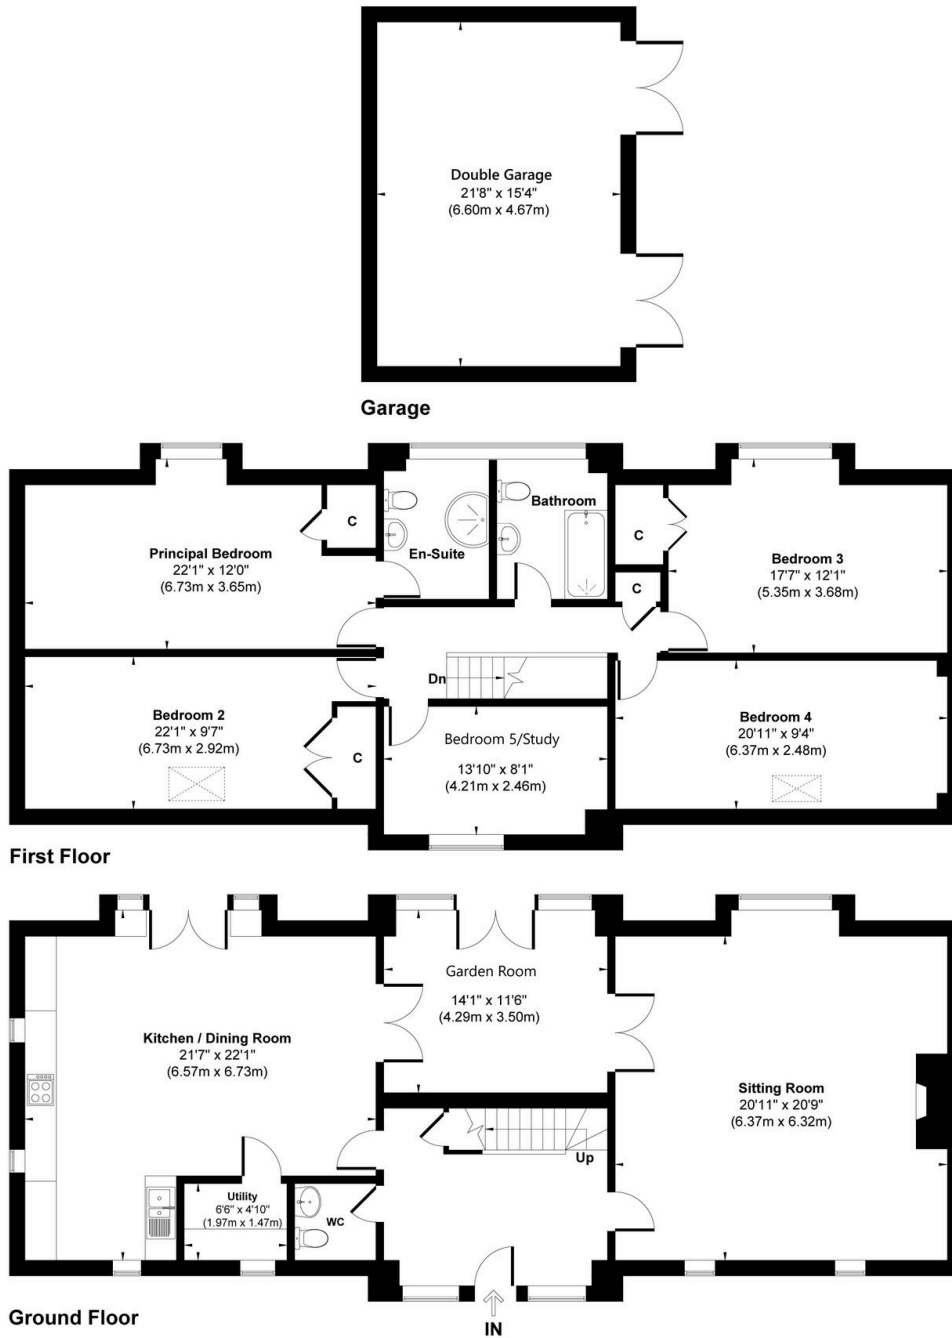 Double Garage
21'8" x 15'4"
(6.60m x 4.67m)
Garage
Principal Bedroom
22'1" x 12'0"
(6.73m x 3.65m)
C
En-Suite
Bathroom
C
C
Bedroom 3
17'7" x 12'1"
(5.35m x 3.68m)
Bedroom 2
22'1" x 9'7"
(6.73m x 2.92m)
C
Dn
Bedroom 5/Study
13'10" x 8'1"
(4.21m x 2.46m)
Bedroom 4
20'11" x 9'4"
(6.37m x 2.48m)
First Floor
Kitchen / Dining Room
21'7" x 22'1"
(6.57m x 6.73m)
Garden Room
14'1" x 11'6"
(4.29m x 3.50m)
Sitting Room
20'11" x 20'9"
(6.37m x 6.32m)
Up
Utility
6'6" x 4'10"
(1.97m x 1.47m)
WC
Ground Floor
IN